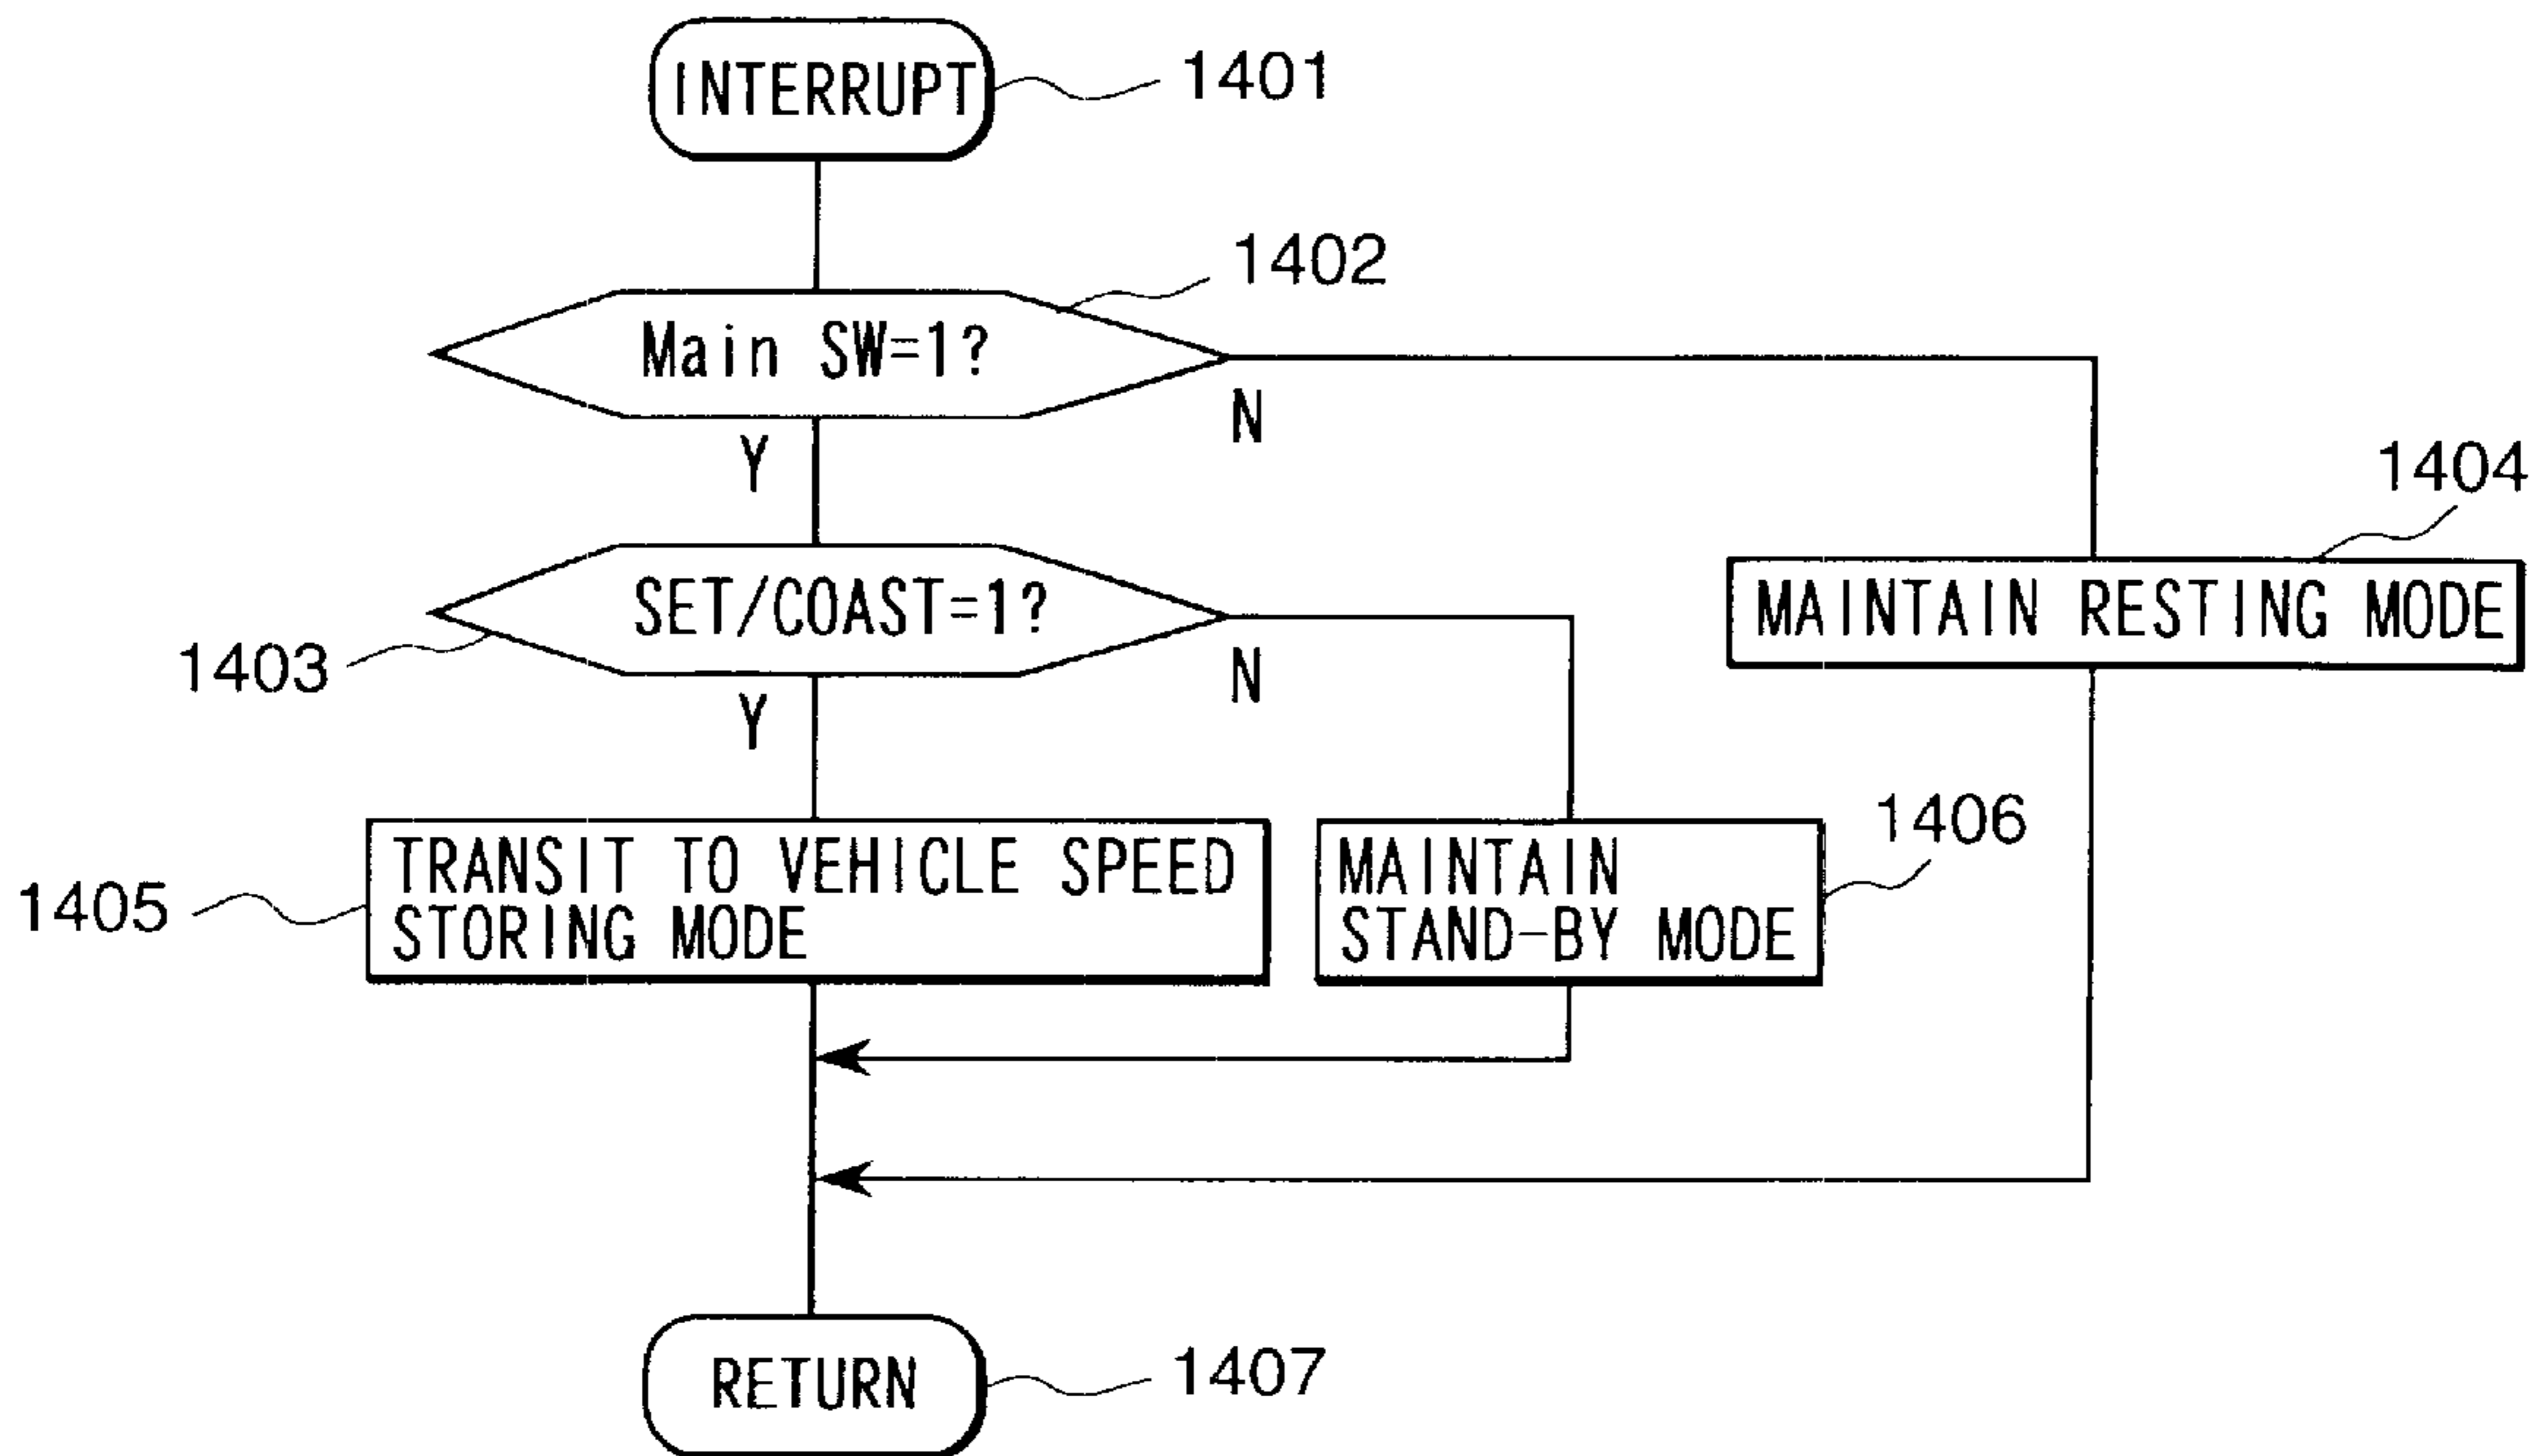 INTERRUPT
1401
1402
Main SW=1?
N
Y
1404
SET/COAST=1?
MAINTAIN RESTING MODE
1403
N
Y
1406
TRANSIT TO VEHICLE SPEED
STORING MODE
MAINTAIN
STAND-BY MODE
1405
RETURN
1407